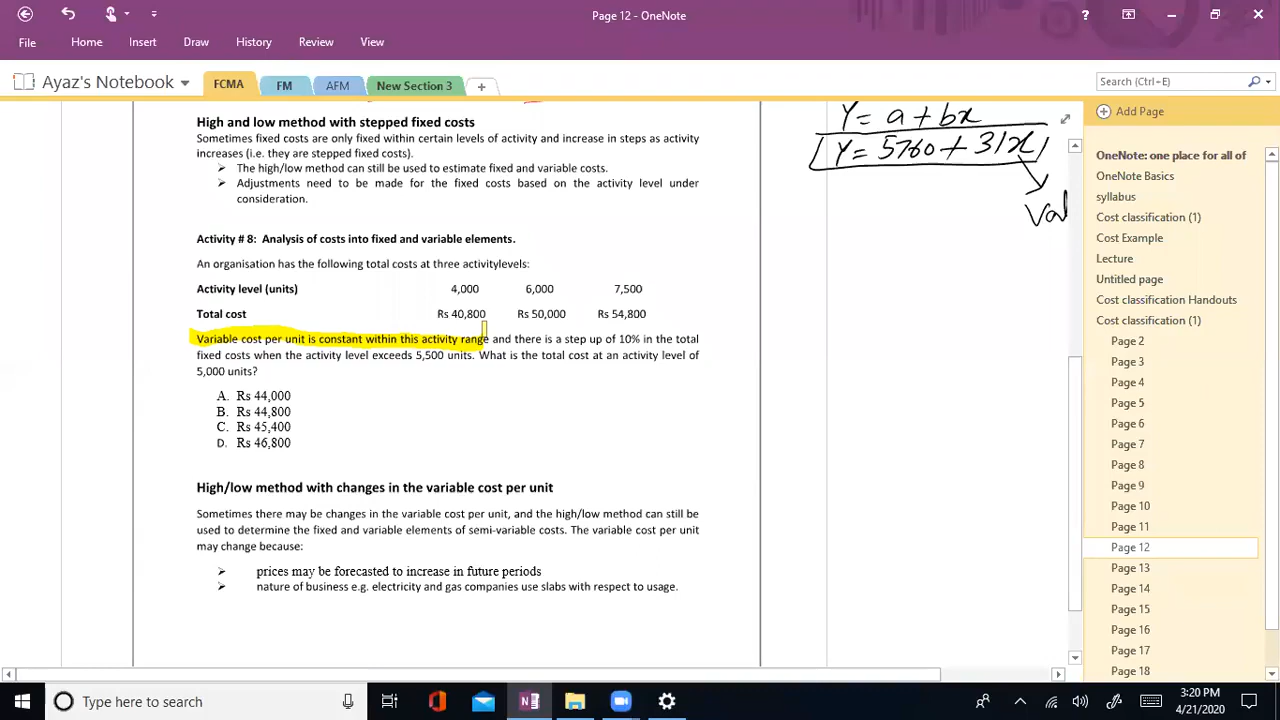 Page 12 - OneNote
?
File Home Insert Draw History Review View
Ayaz's Notebook FCMA FM AFM New Section 3 +
Search (Ctrl+E)
High and low method with stepped fixed costs
Sometimes fixed costs are only fixed within certain levels of activity and increase in steps as activity
increases (i.e. they are stepped fixed costs).
The high/low method can still be used to estimate fixed and variable costs.
Adjustments need to be made for the fixed costs based on the activity level under
consideration.
Activity # 8: Analysis of costs into fixed and variable elements.
An organisation has the following total costs at three activitylevels:
Activity level (units) 4,000 6,000 7,500
Total cost Rs 40,800 Rs 50,000 Rs 54,800
Variable cost per unit is constant within this activity range and there is a step up of 10% in the total
fixed costs when the activity level exceeds 5,500 units. What is the total cost at an activity level of
5,000 units?
A. Rs 44,000
B. Rs 44,800
C. Rs 45,400
D. Rs 46,800
High/low method with changes in the variable cost per unit
Sometimes there may be changes in the variable cost per unit, and the high/low method can still be
used to determine the fixed and variable elements of semi-variable costs. The variable cost per unit
may change because:
prices may be forecasted to increase in future periods
nature of business e.g. electricity and gas companies use slabs with respect to usage.
Y = a + bx
Y = 5760 + 31x
Add Page
OneNote: one place for all of
OneNote Basics
syllabus
Cost classification (1)
Cost Example
Lecture
Untitled page
Cost classification Handouts
Cost classification (1)
Page 2
Page 3
Page 4
Page 5
Page 6
Page 7
Page 8
Page 9
Page 10
Page 11
Page 12
Page 13
Page 14
Page 15
Page 16
Page 17
Page 18
Type here to search
3:20 PM
4/21/2020